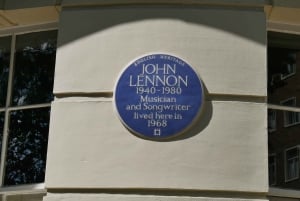 ENGLISH HERITAGE
JOHN
LENNON
1940-1980
Musician
and Songwriter
lived here in
1968